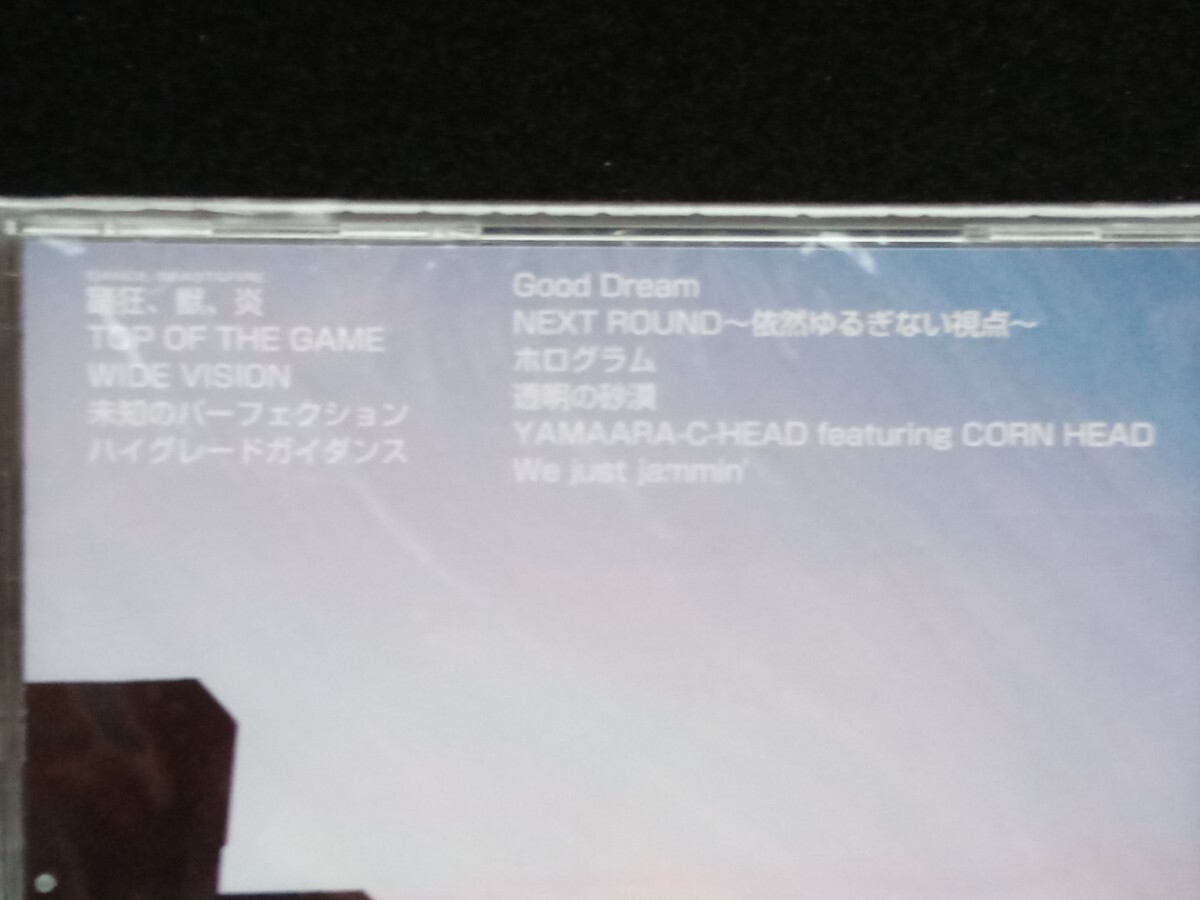 獣、炎
TOP OF THE GAME
WIDE VISION
未知のパーフェクション
ハイグレードガイダンス
Good Dream
NEXT ROUND～依然ゆるぎない視点～
ホログラム
透明の砂漠
YAMAARA-C-HEAD featuring CORN HEAD
We just jammin'